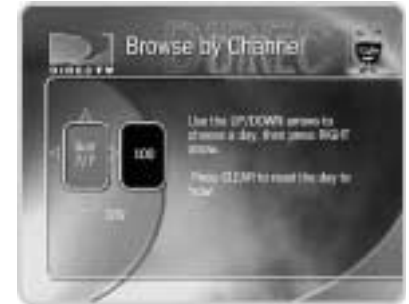 Browse by Channel
DIRECTV
Use the UP/DOWN arrows to
choose a day, then press RIGHT
arrow.
Press CLEAR to reset the day to
"now".